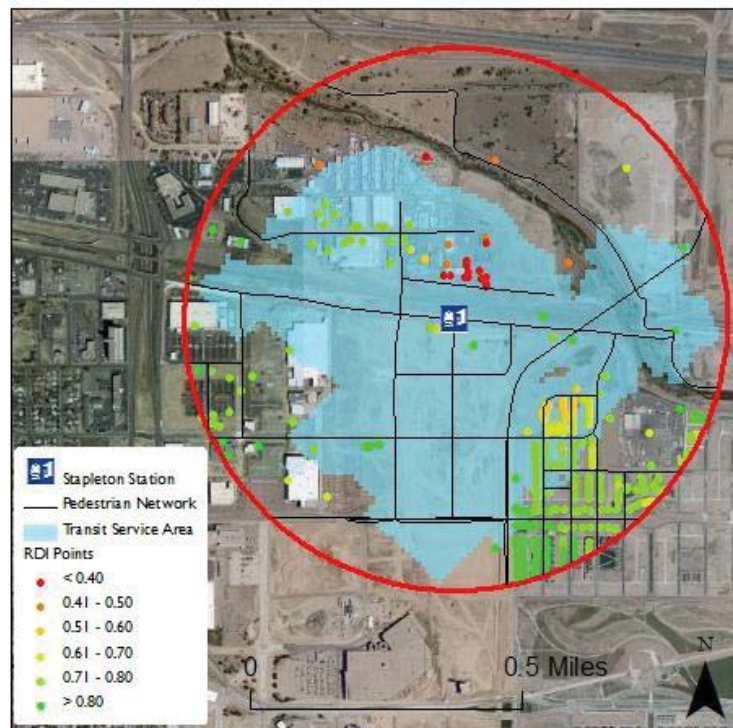 Stapleton Station
Pedestrian Network
Transit Service Area
RDI Points
< 0.40
0.41 - 0.50
0.51 - 0.60
0.61 - 0.70
0.71 - 0.80
> 0.80
0 0.5 Miles
N